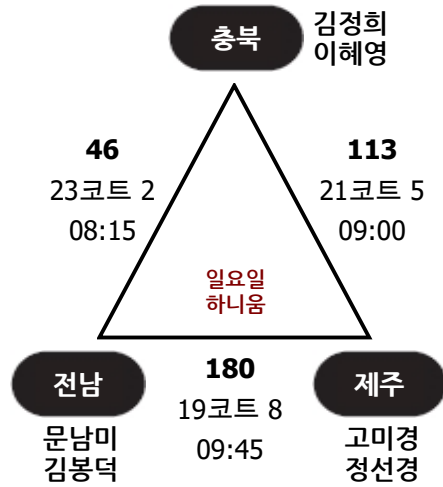 충북
김정희
이혜영
46
23코트 2
08:15
113
21코트 5
09:00
일요일
하니움
전남
문남미
김봉덕
180
19코트 8
09:45
제주
고미경
정선경